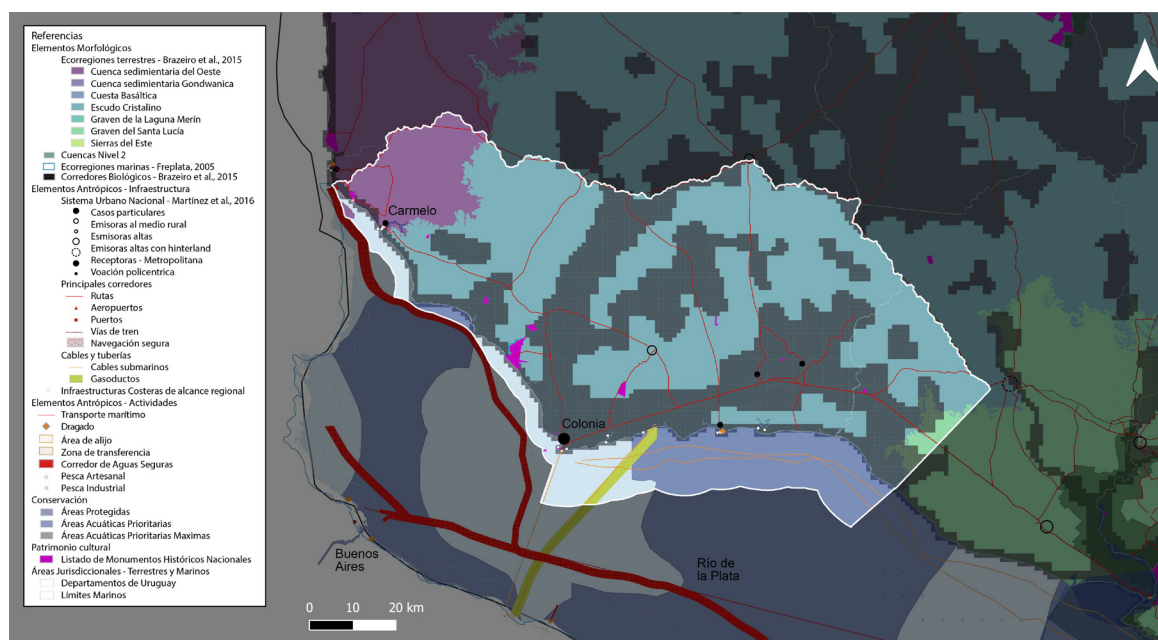 Referencias
Elementos Morfológicos
Ecorregiones terrestres - Brazeiro et al., 2015
Cuenca sedimentaria del Oeste
Cuenca sedimentaria Gondwanica
Cuesta Basáltica
Escudo Cristalino
Graven de la Laguna Merín
Graven del Santa Lucía
Sierras del Este
Cuencas Nivel 2
Ecorregiones marinas - Freplata, 2005
Corredores Biológicos - Brazeiro et al., 2015
Elementos Antrópicos - Infraestructura
Sistema Urbano Nacional - Martínez et al., 2016
Casos particulares
Emisoras al medio rural
Esmisoras altas
Emisoras altas con hinterland
Receptoras - Metropolitana
Voación policentrica
Principales corredores
Rutas
Aeropuertos
Puertos
Vías de tren
Navegación segura
Cables y tuberías
Cables submarinos
Gasoductos
Infraestructuras Costeras de alcance regional
Elementos Antrópicos - Actividades
Transporte marítimo
Dragado
Área de alijo
Zona de transferencia
Corredor de Aguas Seguras
Pesca Artesanal
Pesca Industrial
Conservación
Áreas Protegidas
Áreas Acuáticas Prioritarias
Áreas Acuáticas Prioritarias Maximas
Patrimonio cultural
Listado de Monumentos Históricos Nacionales
Áreas Jurisdiccionales - Terrestres y Marinos
Departamentos de Uruguay
Límites Marinos
Carmelo
Colonia
Buenos
Aires
Río de
la Plata
0 10 20 km